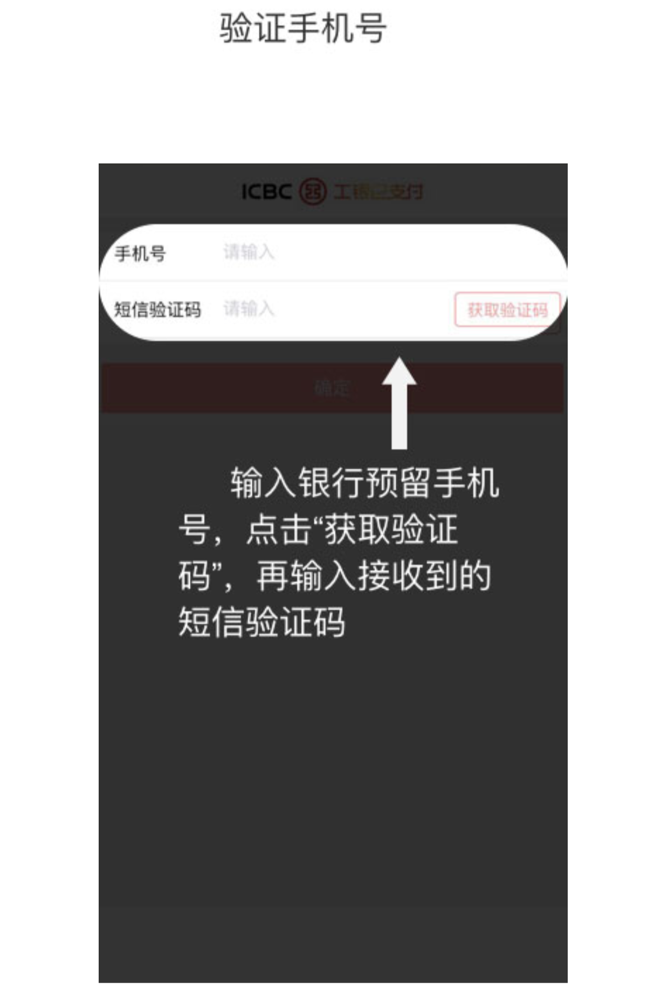 验证手机号
ICBC 工银e支付
手机号 请输入
短信验证码 请输入 获取验证码
确定
输入银行预留手机
号，点击“获取验证
码”，再输入接收到的
短信验证码